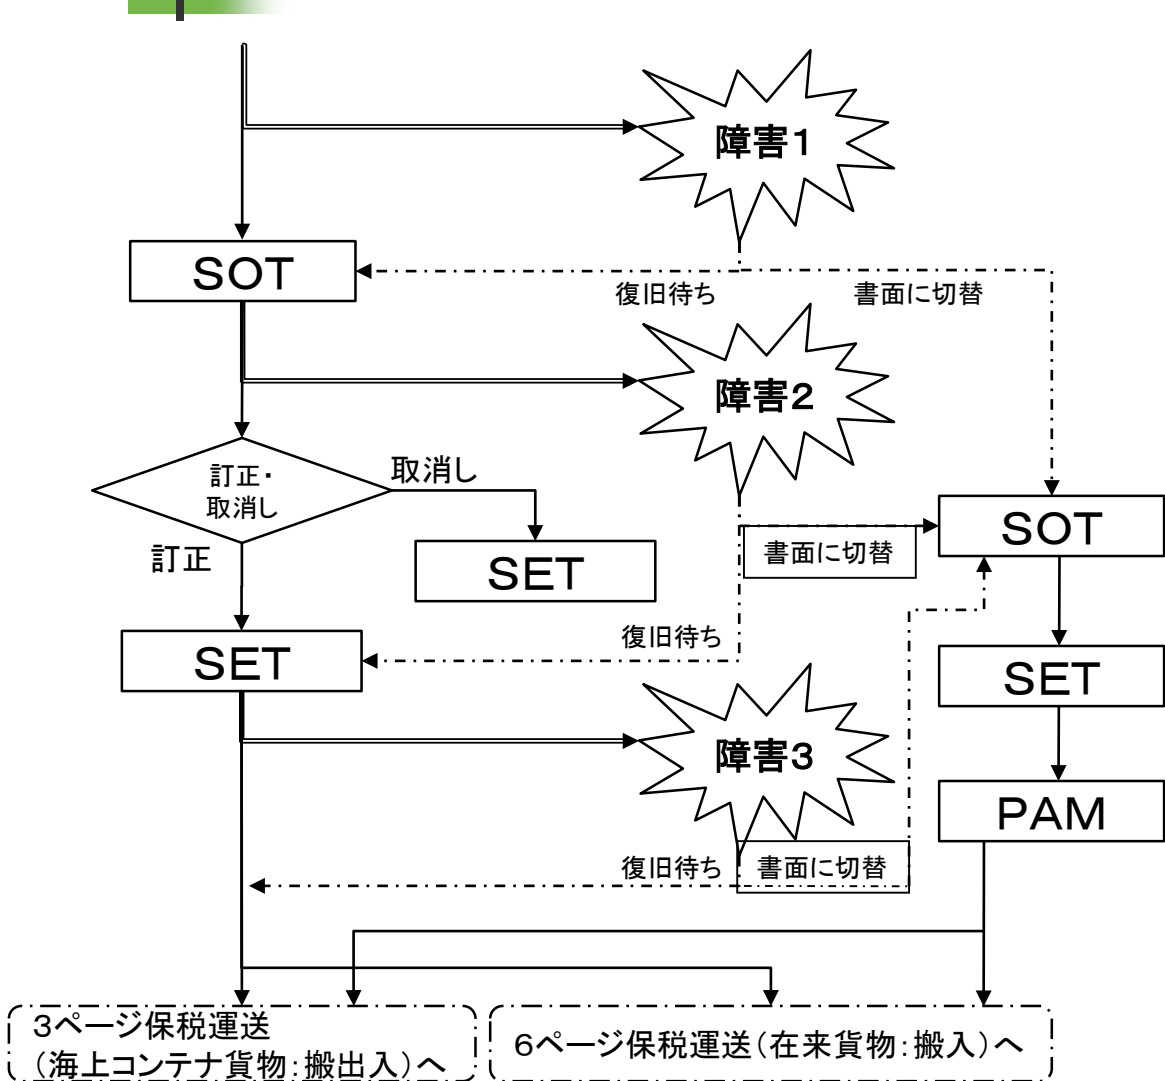 障害１
ＳＯＴ
復旧待ち
書面に切替
障害２
訂正・
取消し
取消し
訂正
ＳＥＴ
書面に切替
ＳＯＴ
復旧待ち
ＳＥＴ
ＳＥＴ
障害３
ＰＡＭ
復旧待ち
書面に切替
３ページ保税運送
（海上コンテナ貨物：搬出入）へ
６ページ保税運送（在来貨物：搬入）へ